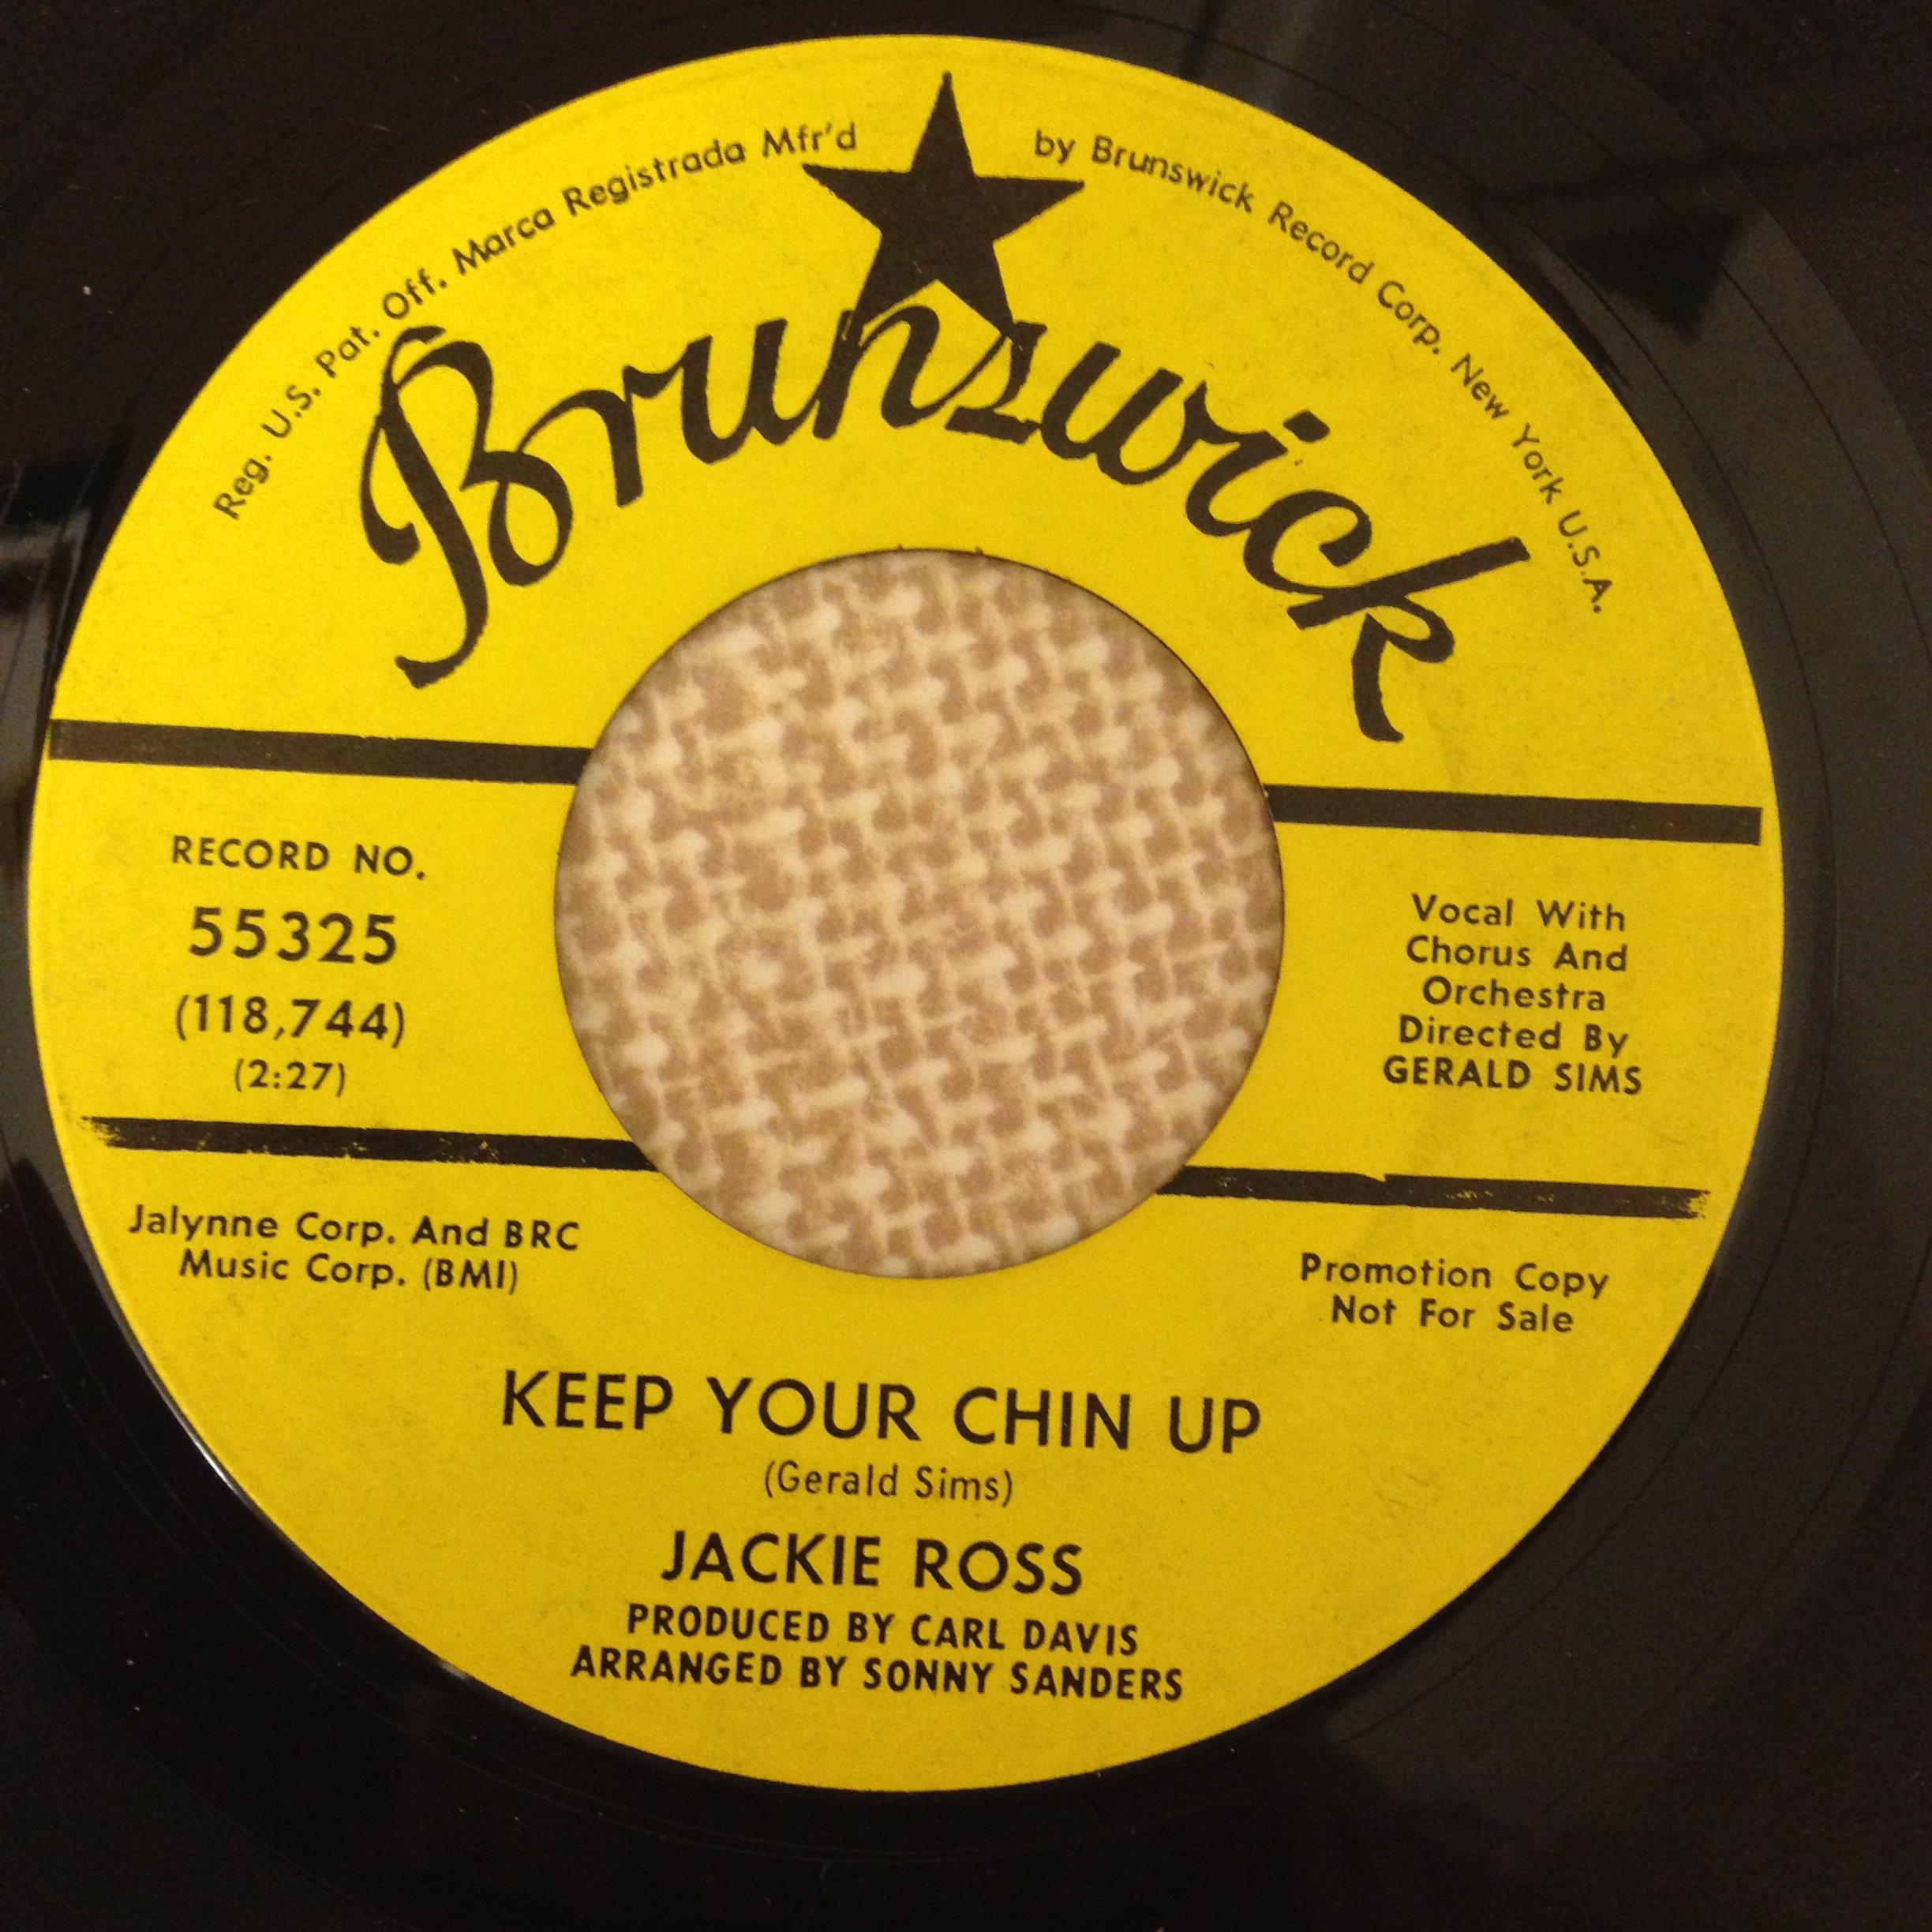 Reg. U.S. Pat. Off. Marca Registrada Mfr'd by Brunswick Record Corp. New York U.S.A.
Brunswick
RECORD NO.
55325
(118,744)
(2:27)
Vocal With
Chorus And
Orchestra
Directed By
GERALD SIMS
Jalynne Corp. And BRC
Music Corp. (BMI)
Promotion Copy
Not For Sale
KEEP YOUR CHIN UP
(Gerald Sims)
JACKIE ROSS
PRODUCED BY CARL DAVIS
ARRANGED BY SONNY SANDERS